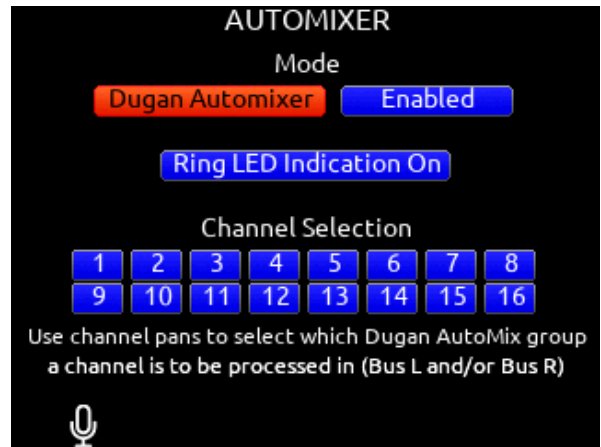 AUTOMIXER
Mode
Dugan Automixer Enabled
Ring LED Indication On
Channel Selection
1 2 3 4 5 6 7 8
9 10 11 12 13 14 15 16
Use channel pans to select which Dugan AutoMix group
a channel is to be processed in (Bus L and/or Bus R)